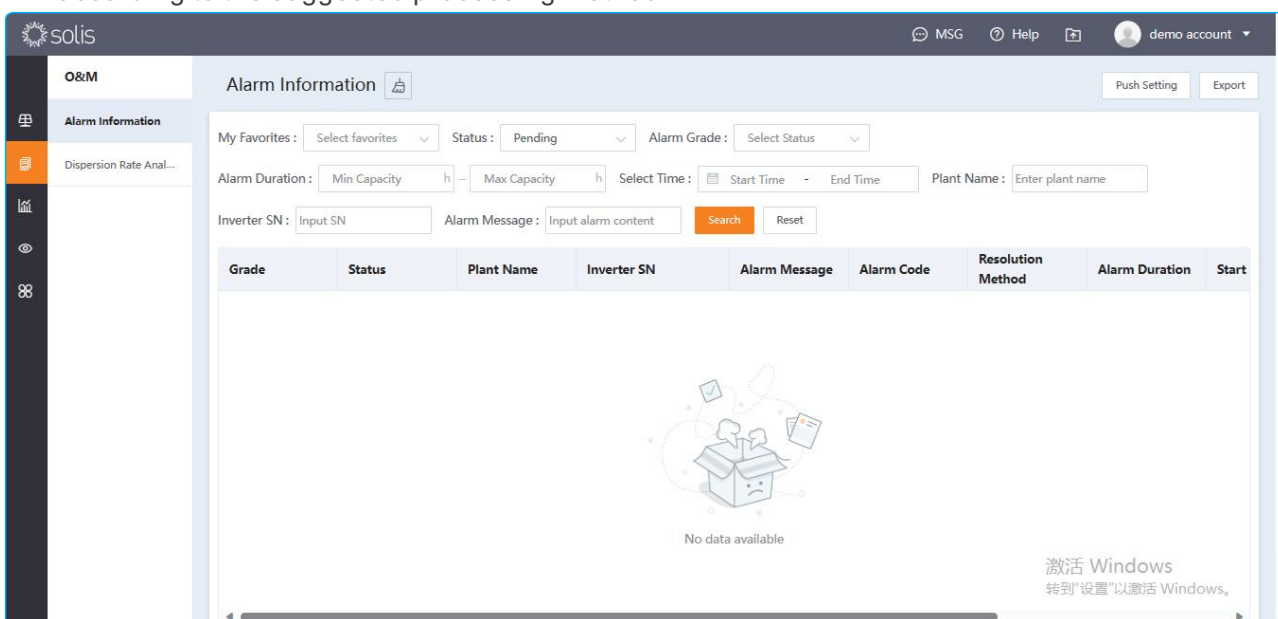 solis
MSG
Help
demo account
O&M
Alarm Information
Dispersion Rate Anal...
Alarm Information
Push Setting
Export
My Favorites : Select favorites Status : Pending Alarm Grade : Select Status
Alarm Duration : Min Capacity h – Max Capacity h Select Time : Start Time - End Time Plant Name : Enter plant name
Inverter SN : Input SN Alarm Message : Input alarm content Search Reset
Grade Status Plant Name Inverter SN Alarm Message Alarm Code Resolution Method Alarm Duration Start
No data available
激活 Windows
转到"设置"以激活 Windows。